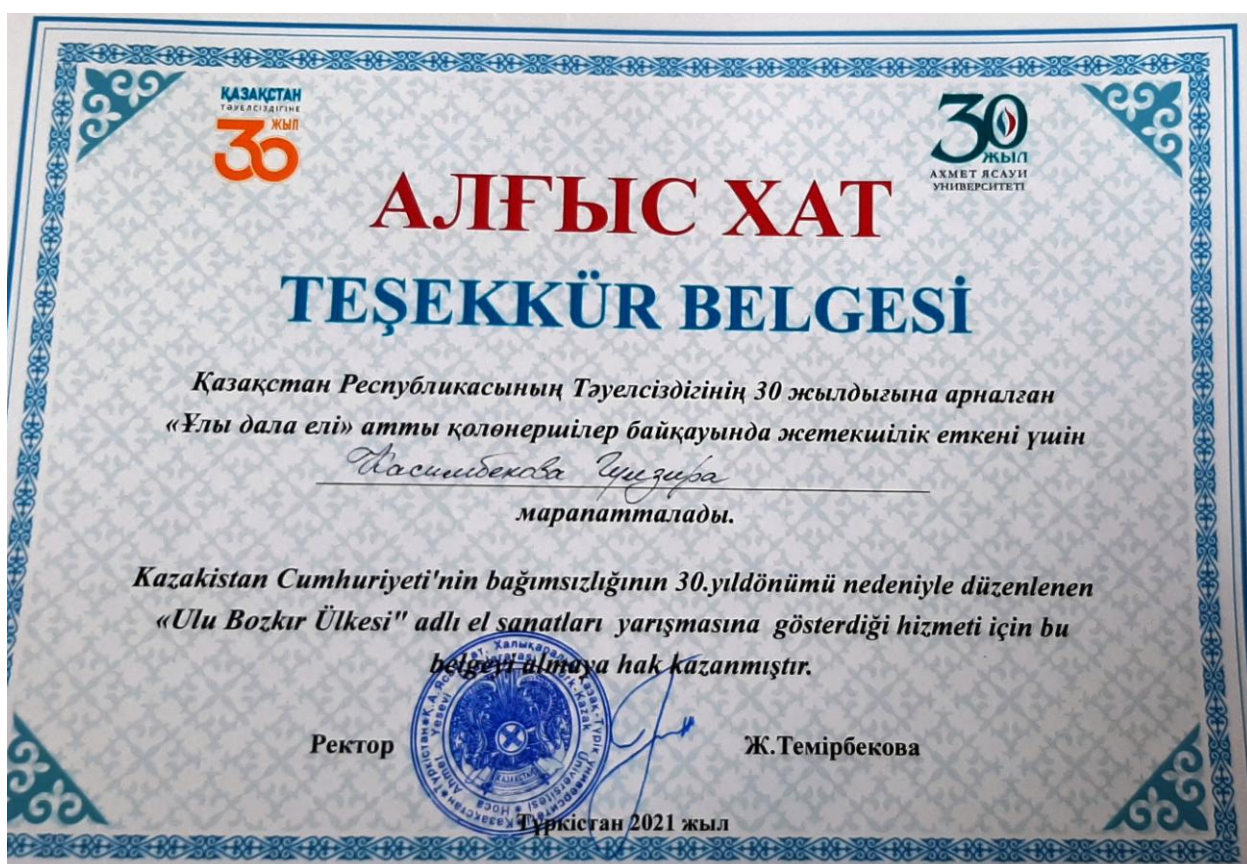 ҚАЗАҚСТАН
ТӘУЕЛСІЗДІГІНЕ
30 ЖЫЛ
30
ЖЫЛ
АХМЕТ ЯСАУИ
УНИВЕРСИТЕТІ
АЛҒЫС ХАТ
TEŞEKKÜR BELGESİ
Қазақстан Республикасының Тәуелсіздігінің 30 жылдығына арналған
«Ұлы дала елі» атты қолөнершілер байқауында жетекшілік еткені үшін
Касимбекова Гулзира
марапатталады.
Kazakistan Cumhuriyeti'nin bağımsızlığının 30.yıldönümü nedeniyle düzenlenen
«Ulu Bozkır Ülkesi" adlı el sanatları yarışmasına gösterdiği hizmeti için bu
belgeyi almaya hak kazanmıştır.
Ректор Ж.Темірбекова
ҚАЗАҚСТАН
Түркістан 2021 жыл